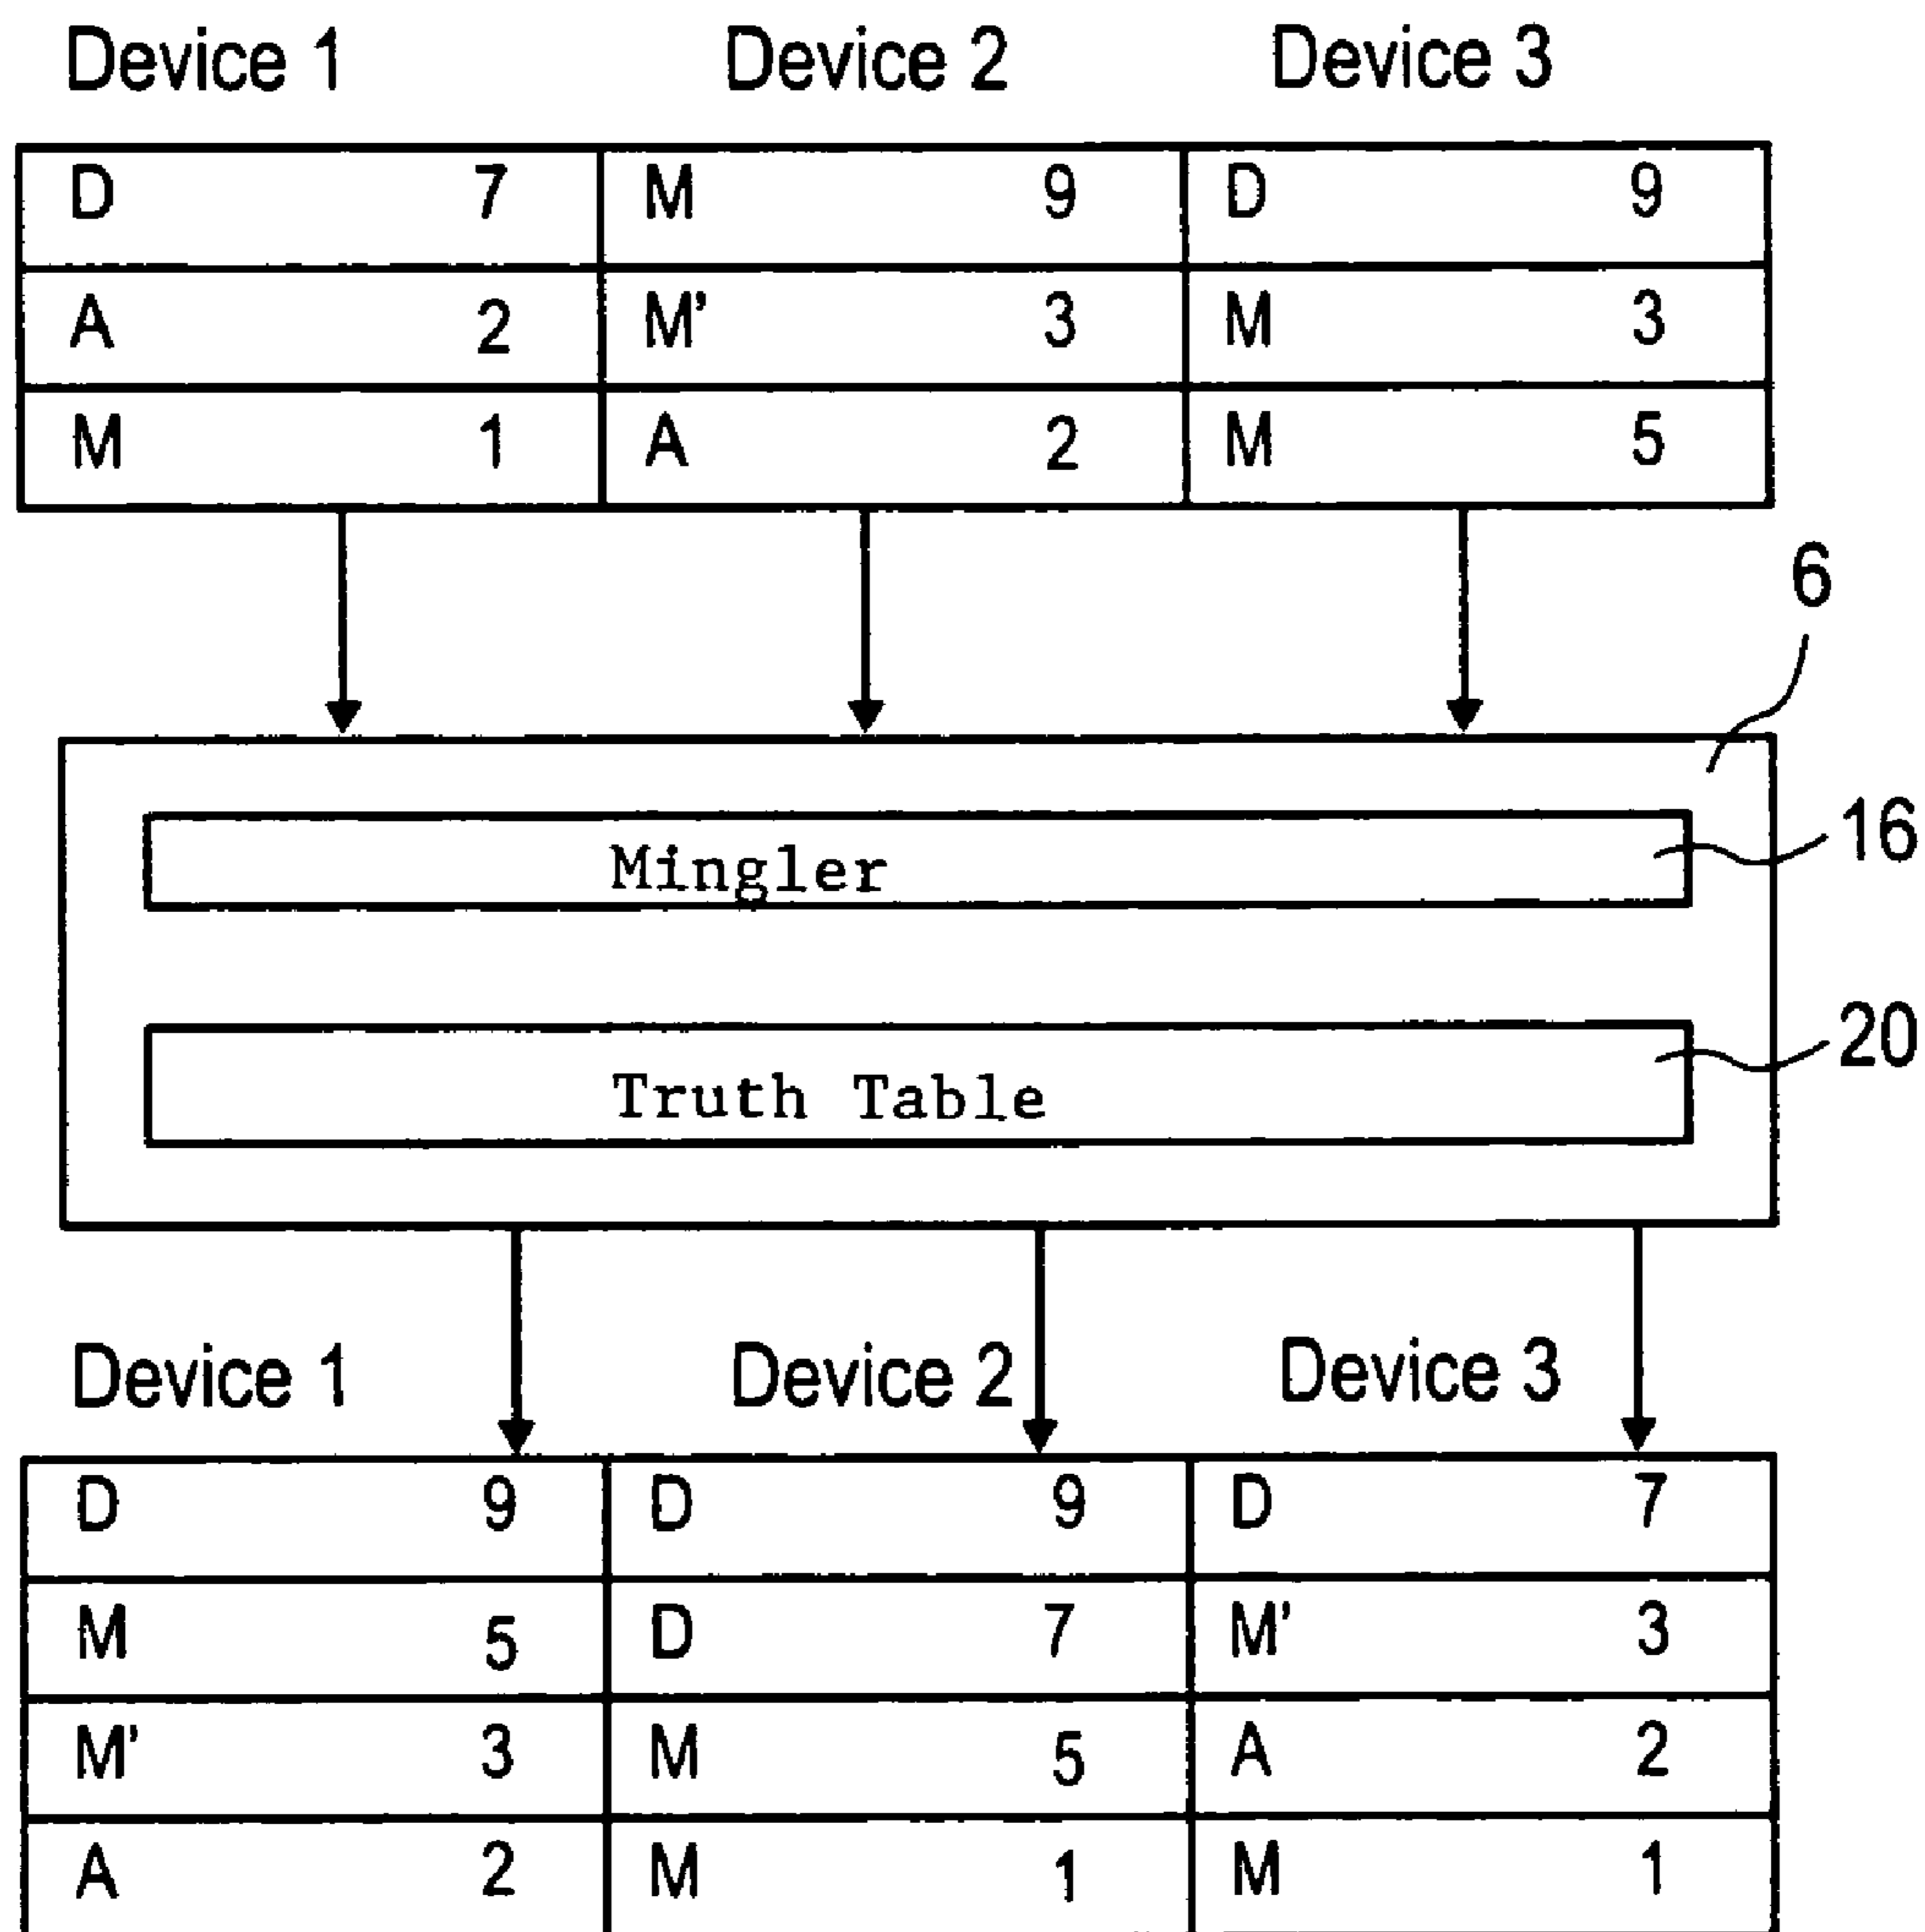 Device 1 Device 2 Device 3
D 7 M 9 D 9
A 2 M' 3 M 3
M 1 A 2 M 5
6
Mingler 16
Truth Table 20
Device 1 Device 2 Device 3
D 9 D 9 D 7
M 5 D 7 M' 3
M' 3 M 5 A 2
A 2 M 1 M 1